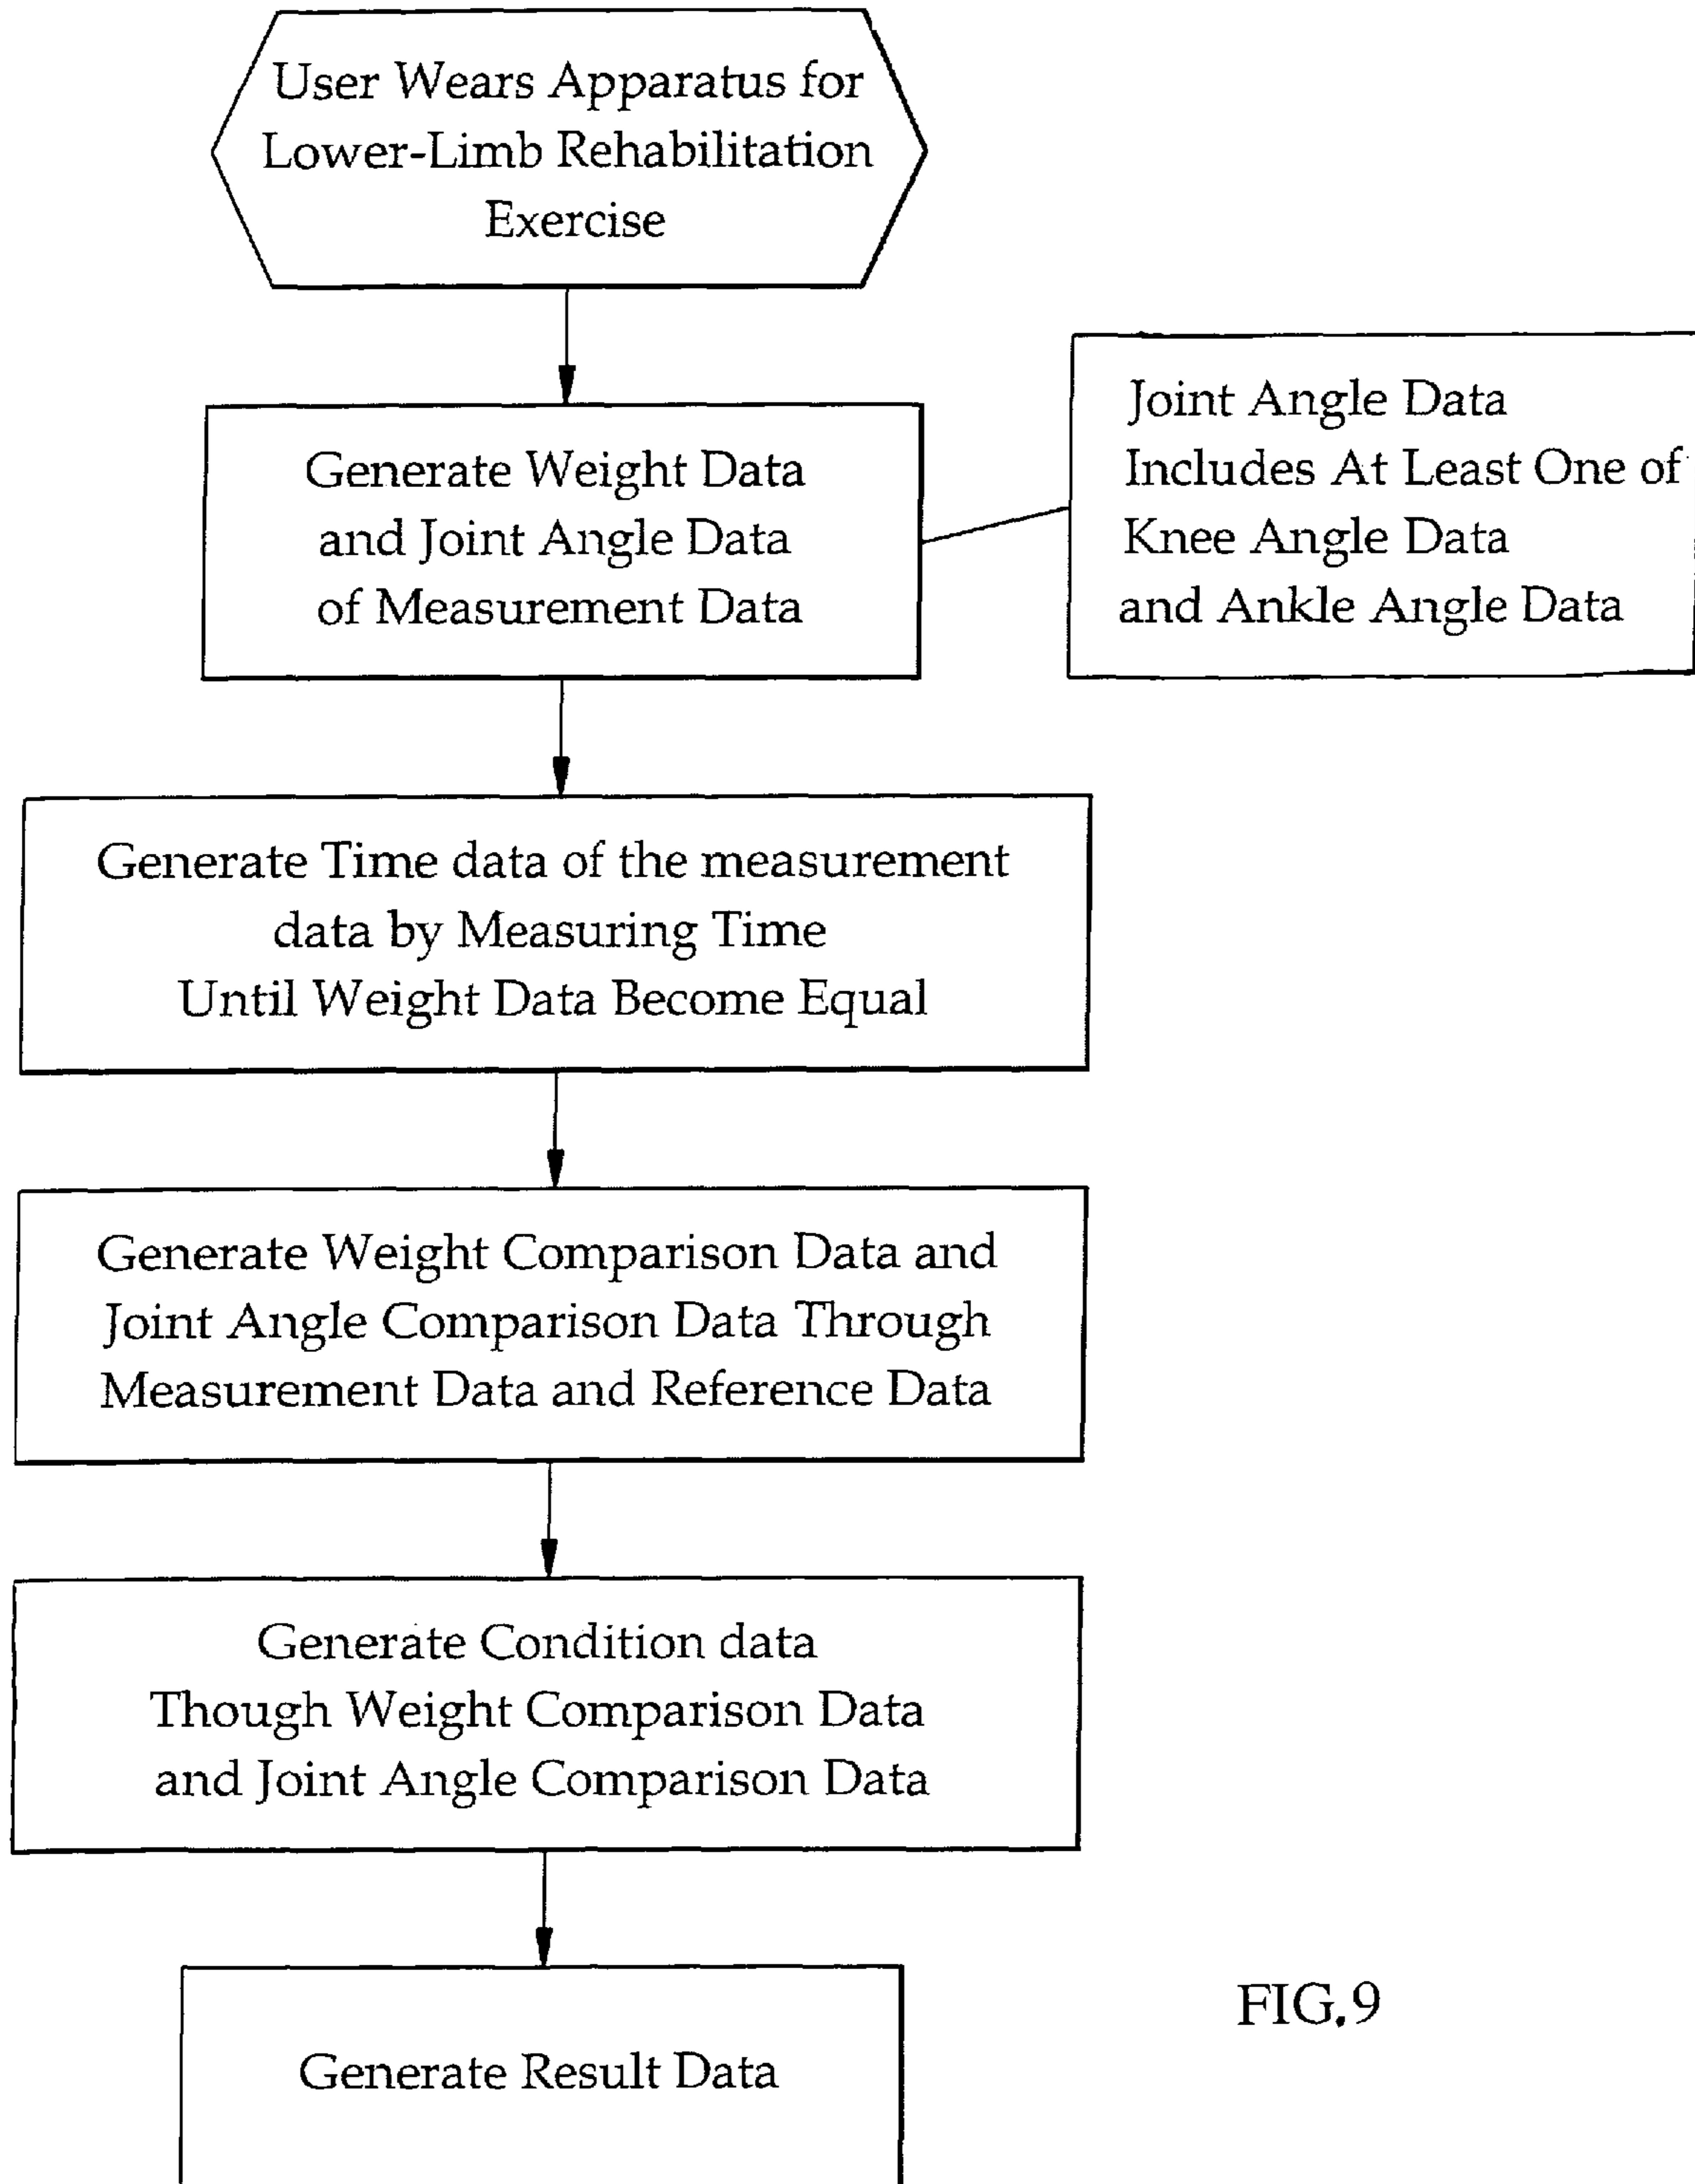 User Wears Apparatus for
Lower-Limb Rehabilitation
Exercise
Generate Weight Data
and Joint Angle Data
of Measurement Data
Joint Angle Data
Includes At Least One of
Knee Angle Data
and Ankle Angle Data
Generate Time data of the measurement
data by Measuring Time
Until Weight Data Become Equal
Generate Weight Comparison Data and
Joint Angle Comparison Data Through
Measurement Data and Reference Data
Generate Condition data
Though Weight Comparison Data
and Joint Angle Comparison Data
Generate Result Data
FIG.9